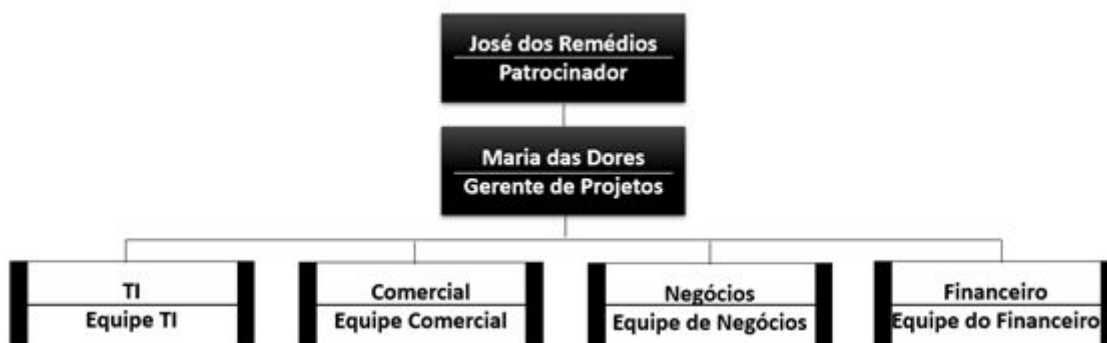 José dos Remédios
Patrocinador
Maria das Dores
Gerente de Projetos
TI
Equipe TI
Comercial
Equipe Comercial
Negócios
Equipe de Negócios
Financeiro
Equipe do Financeiro